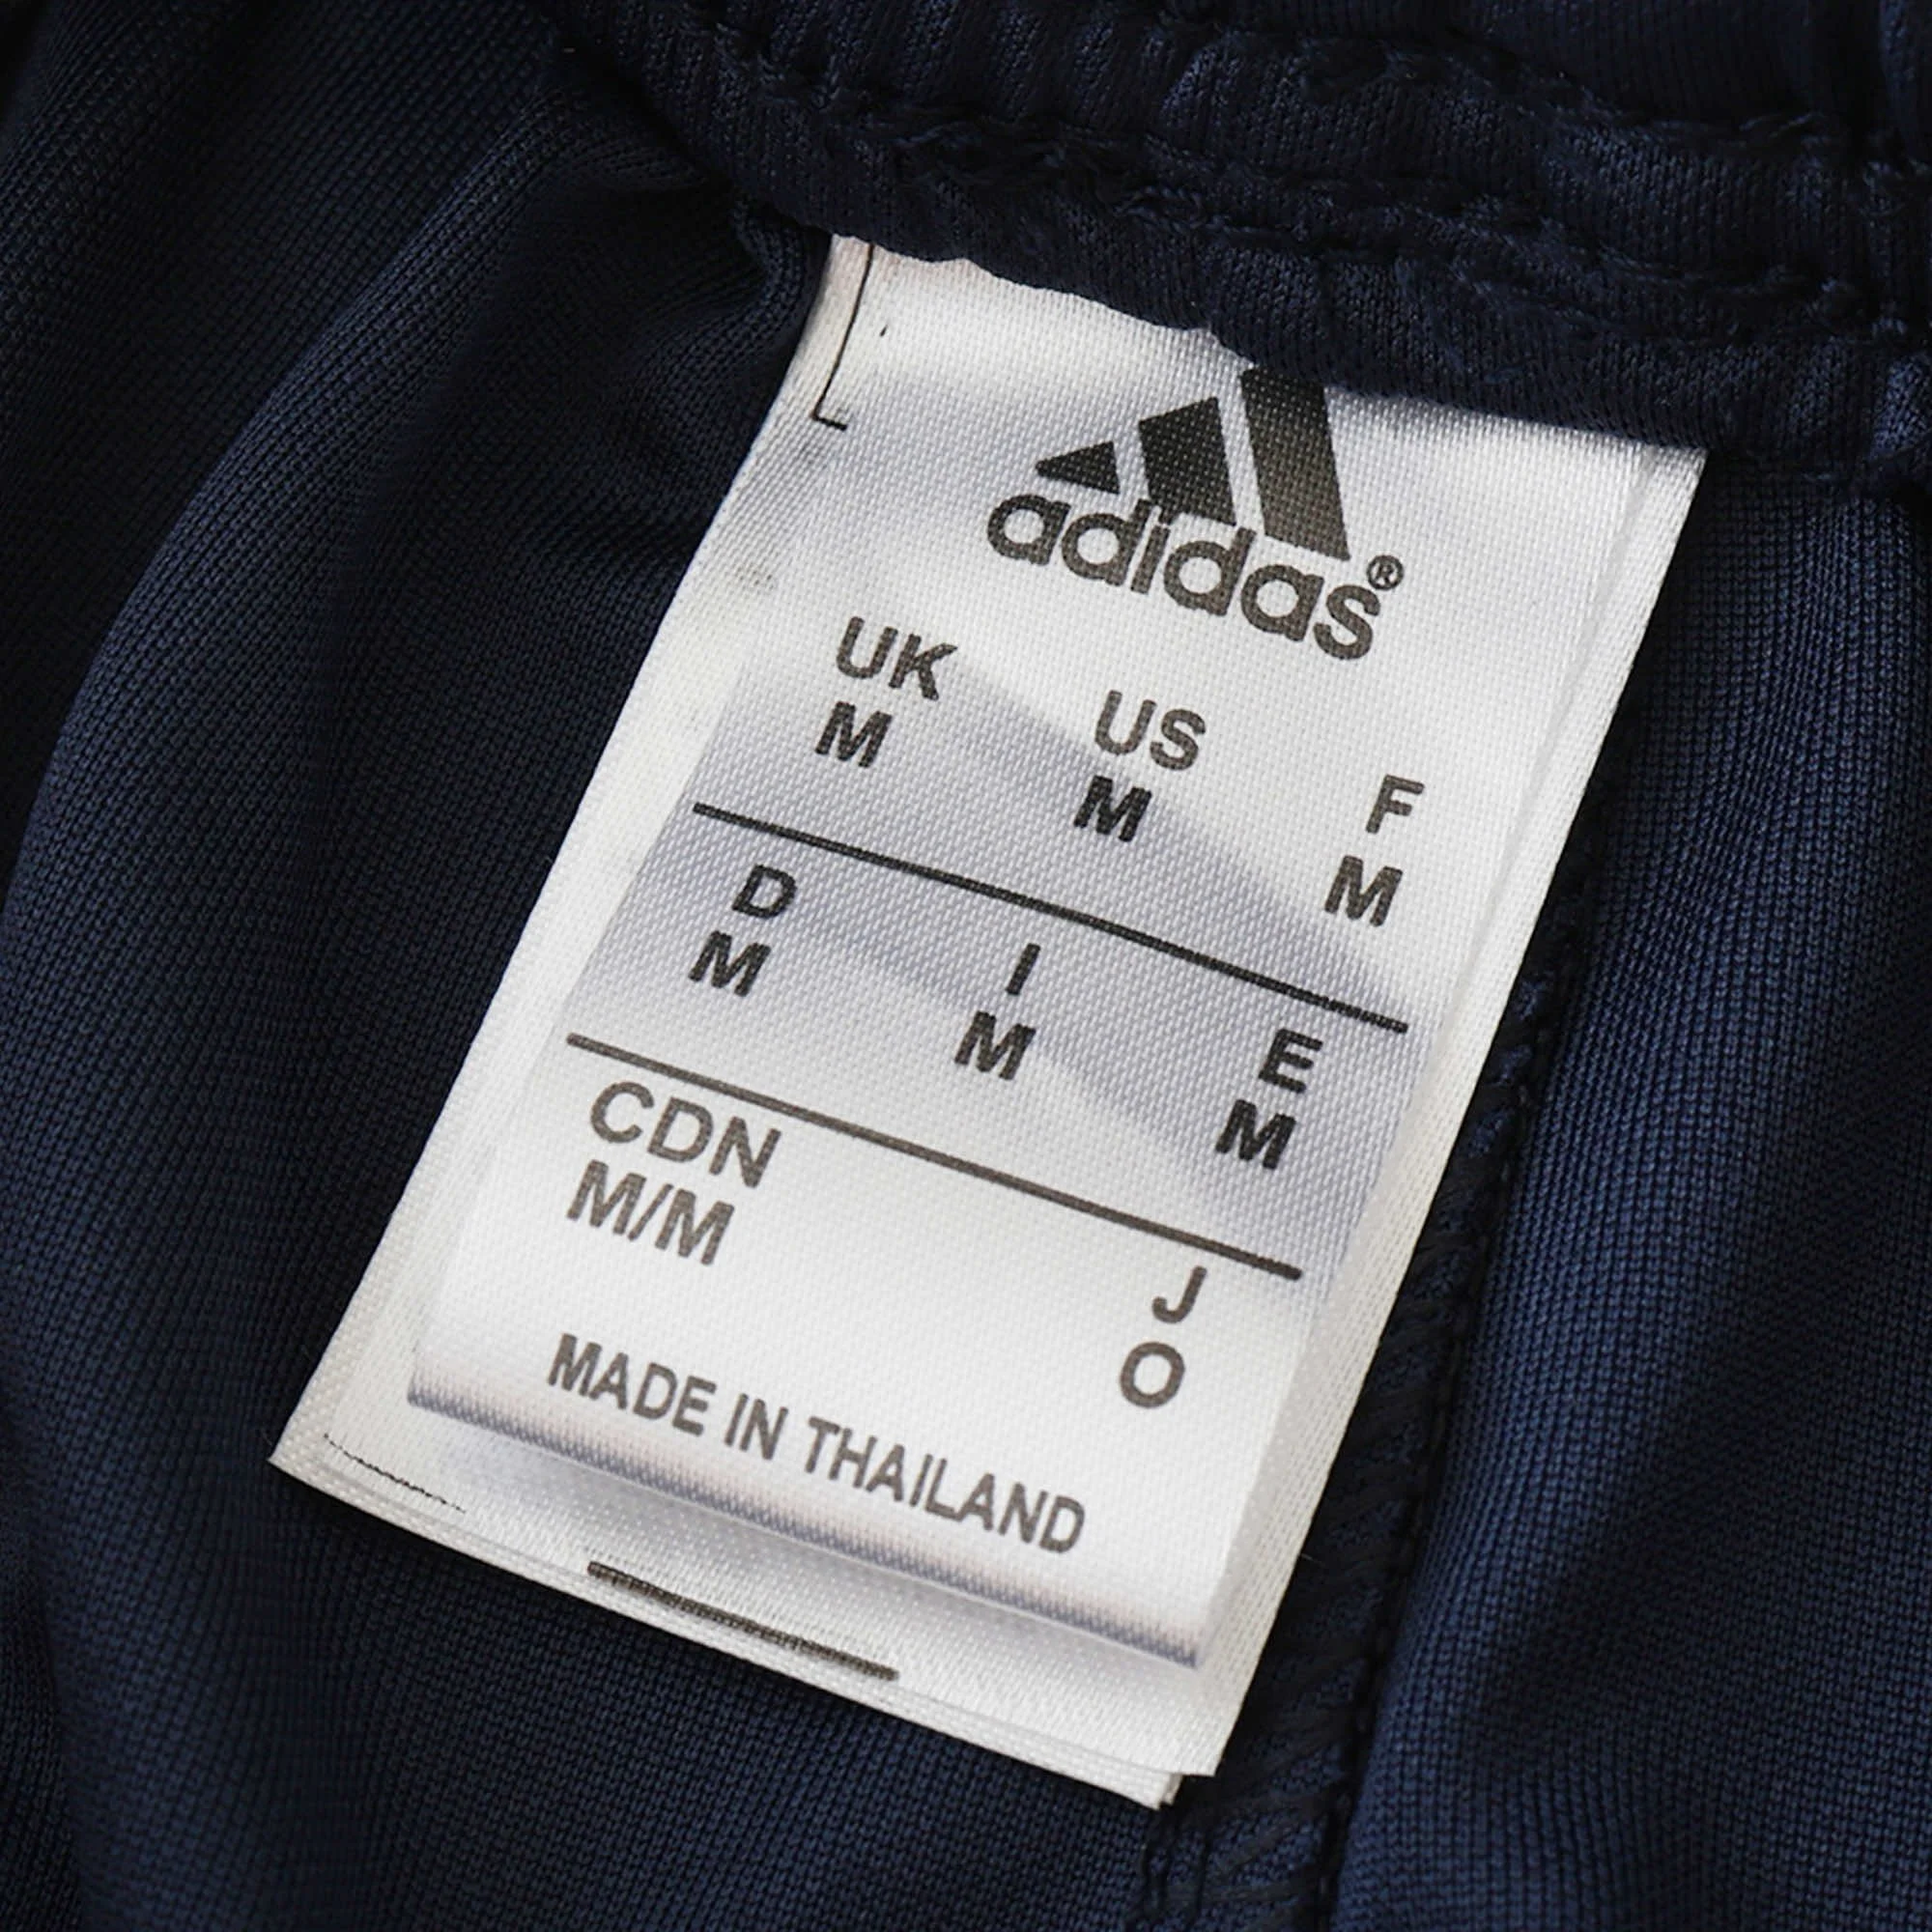 adidas®
UK US F
M M M
D I E
M M M
CDN J
M/M O
MADE IN THAILAND